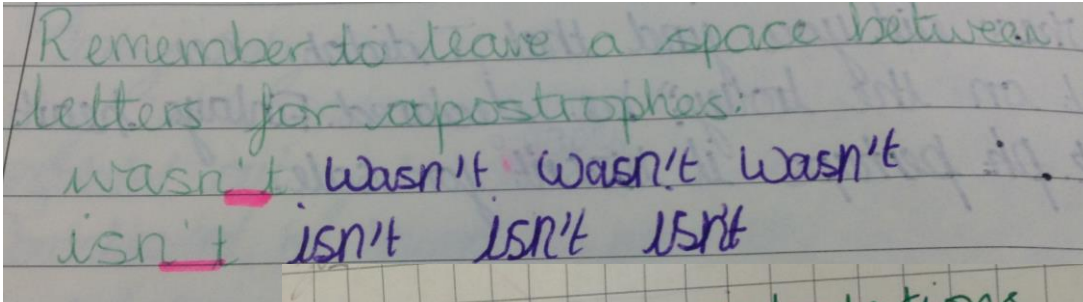 Remember to leave a space between
letters for apostrophes.
wasn't wasn't wasn't wasn't
isn't isn't isn't isn't